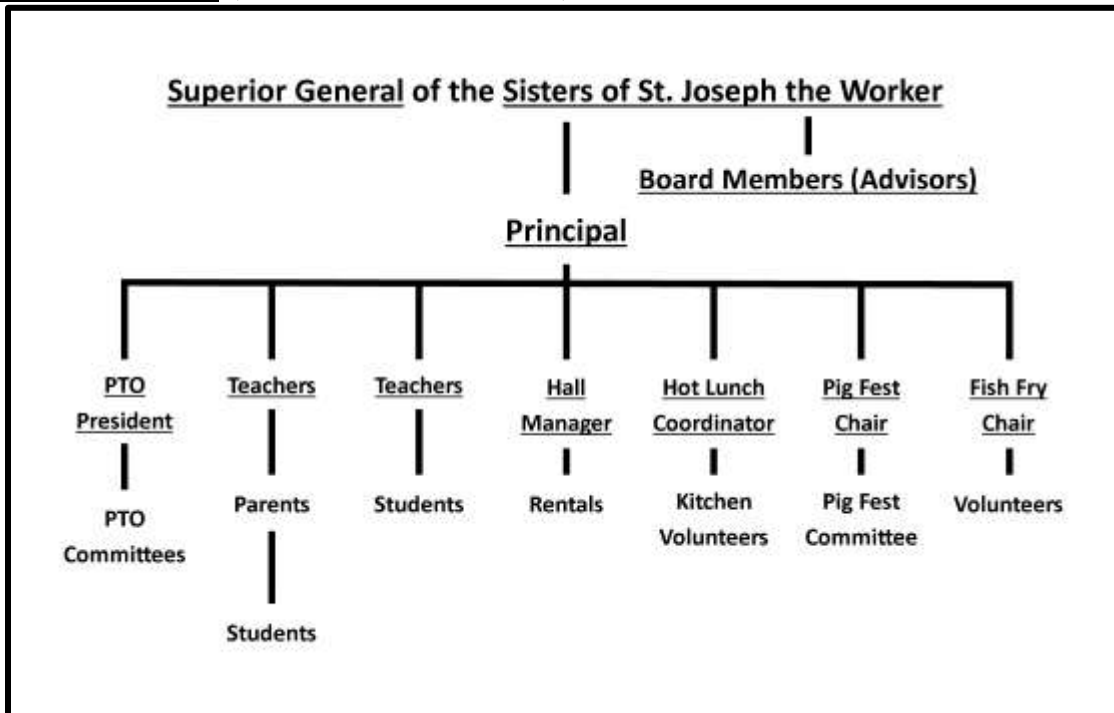 Superior General of the Sisters of St. Joseph the Worker
Board Members (Advisors)
Principal
PTO
President
Teachers
Teachers
Hall
Manager
Hot Lunch
Coordinator
Pig Fest
Chair
Fish Fry
Chair
PTO
Committees
Parents
Students
Rentals
Kitchen
Volunteers
Pig Fest
Committee
Volunteers
Students